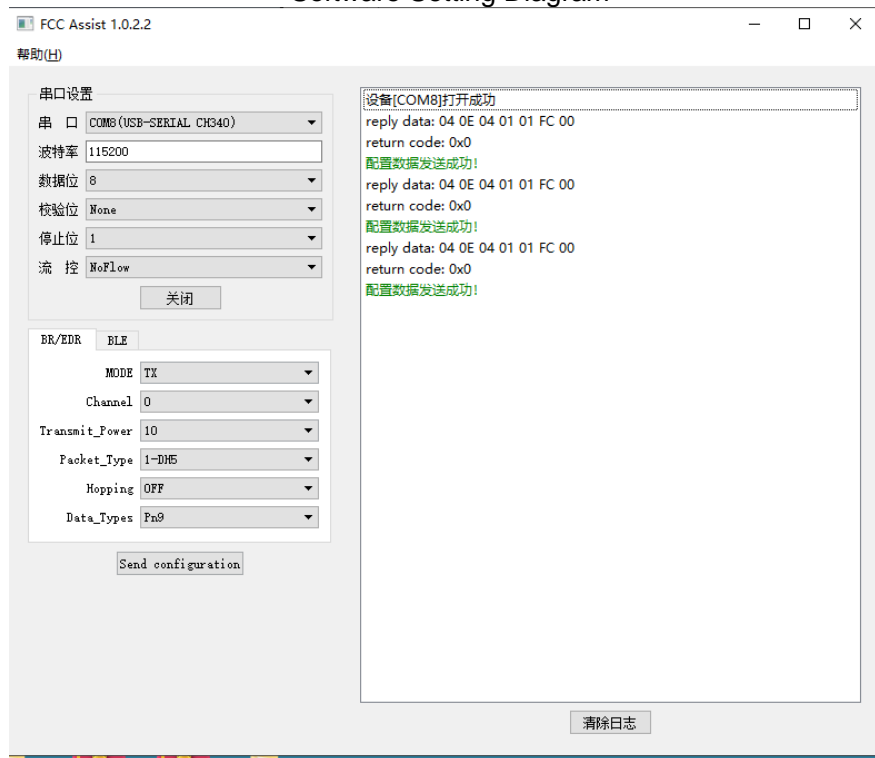 Software Setting Diagram
FCC Assist 1.0.2.2
帮助(H)
串口设置
串 口 COM8(USB-SERIAL CH340)
波特率 115200
数据位 8
校验位 None
停止位 1
流 控 NoFlow
关闭
BR/EDR BLE
MODE TX
Channel 0
Transmit_Power 10
Packet_Type 1-DH5
Hopping OFF
Data_Types Pn9
Send configuration
设备[COM8]打开成功
reply data: 04 0E 04 01 01 FC 00
return code: 0x0
配置数据发送成功!
reply data: 04 0E 04 01 01 FC 00
return code: 0x0
配置数据发送成功!
reply data: 04 0E 04 01 01 FC 00
return code: 0x0
配置数据发送成功!
清除日志